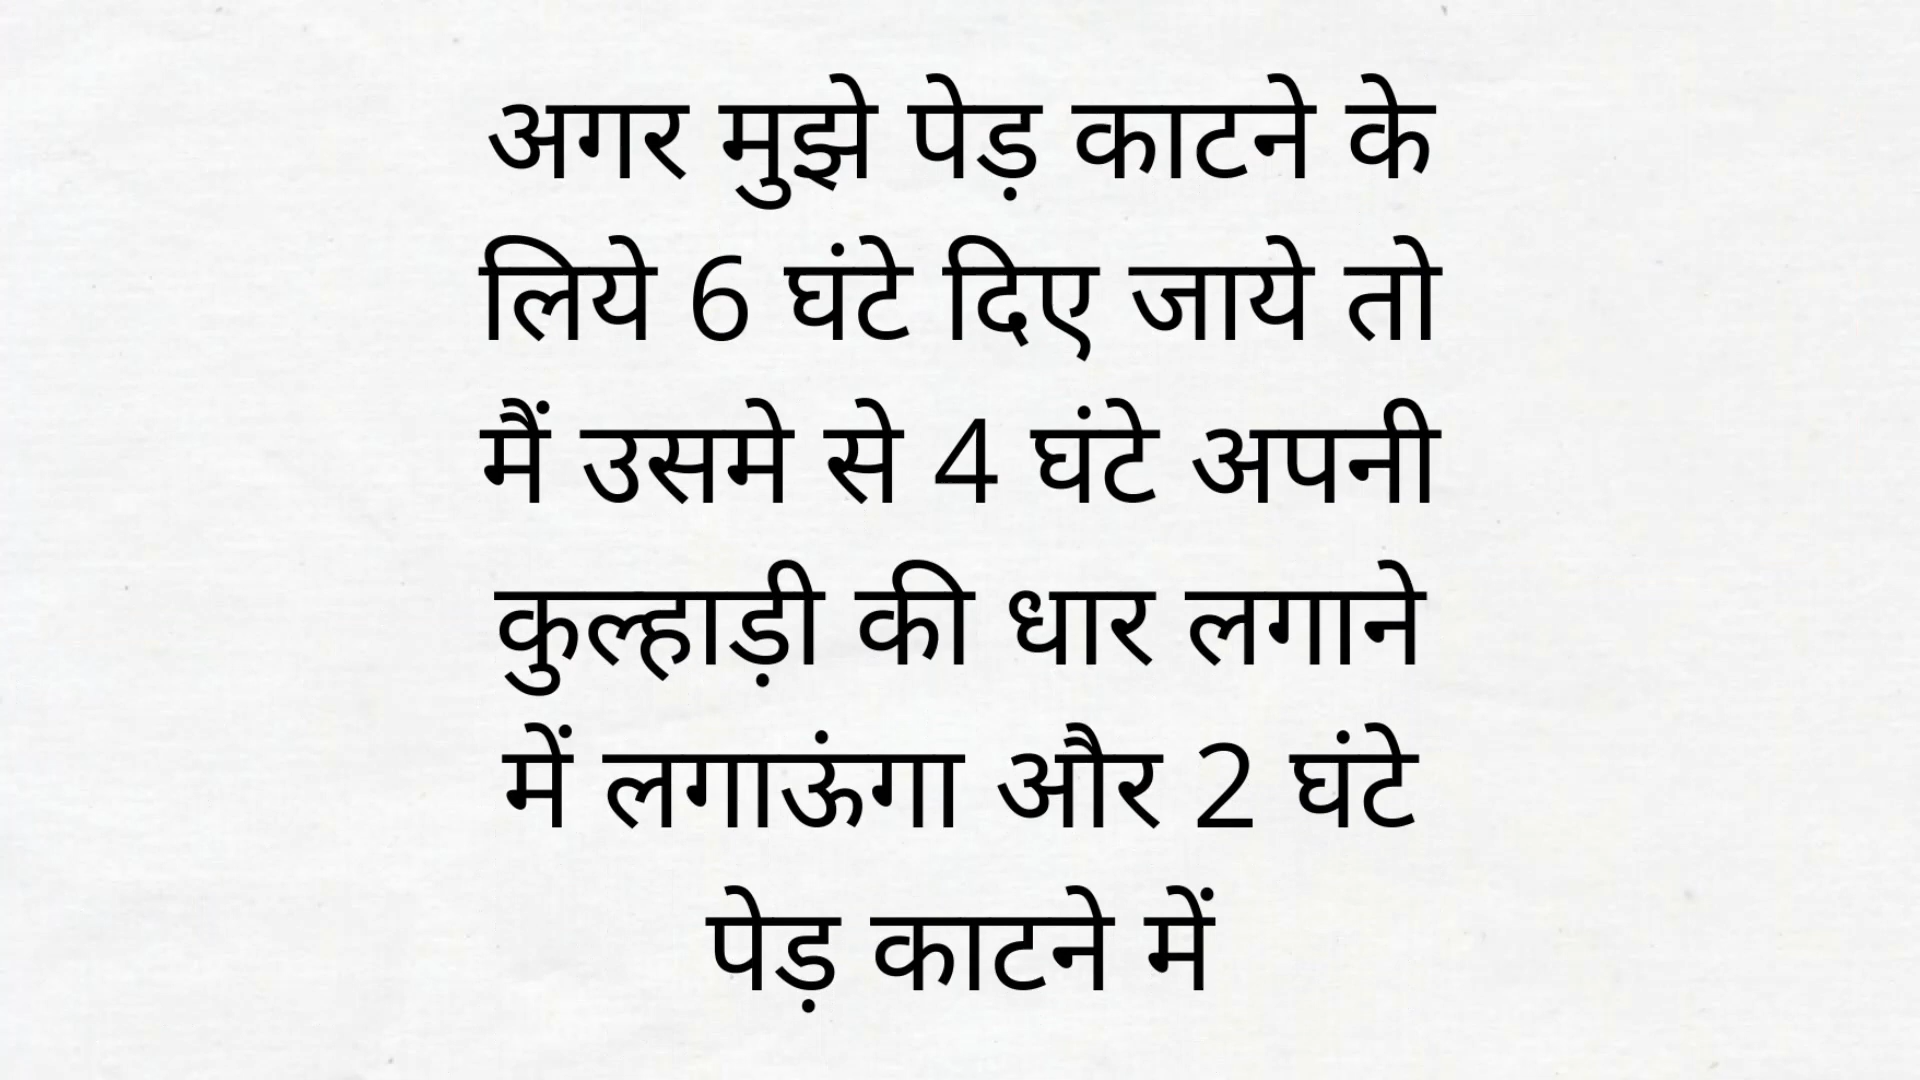 अगर मुझे पेड़ काटने के
लिये 6 घंटे दिए जाये तो
मैं उसमे से 4 घंटे अपनी
कुल्हाड़ी की धार लगाने
में लगाऊंगा और 2 घंटे
पेड़ काटने में